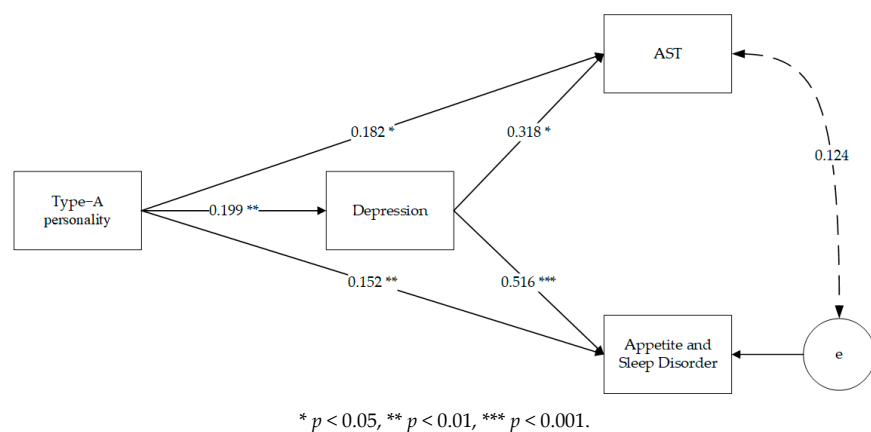 AST
0.182 *
0.318 *
0.124
Type−A
personality
0.199 **
Depression
0.152 **
0.516 ***
Appetite and
Sleep Disorder
e
* p < 0.05, ** p < 0.01, *** p < 0.001.